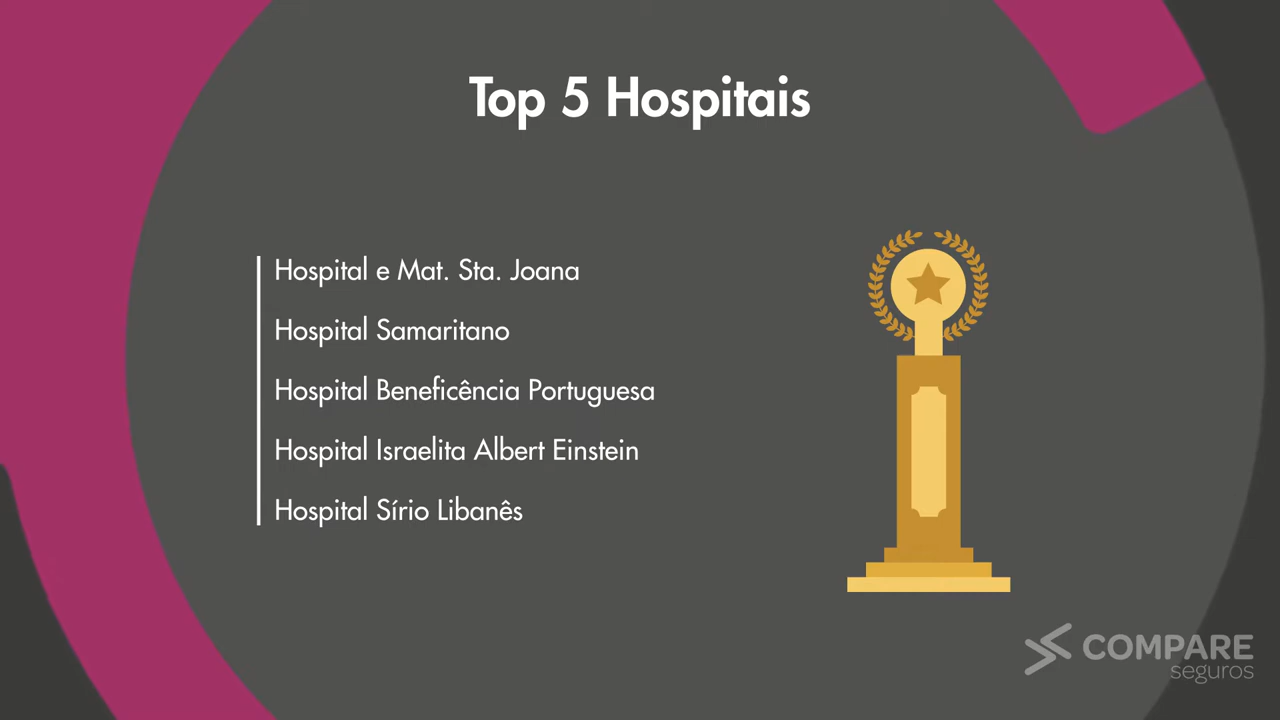 Top 5 Hospitais
Hospital e Mat. Sta. Joana
Hospital Samaritano
Hospital Beneficência Portuguesa
Hospital Israelita Albert Einstein
Hospital Sírio Libanês
COMPARE
seguros